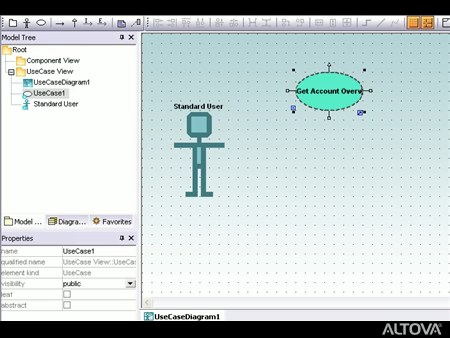 Model Tree
Root
Component View
UseCase View
UseCaseDiagram1
UseCase1
Standard User
Model ...
Diagra...
Favorites
Properties
name
UseCase1
qualified name
UseCase View::UseCas
element kind
UseCase
visibility
public
leaf
abstract
Standard User
Get Account Overv
UseCaseDiagram1
ALTOVA